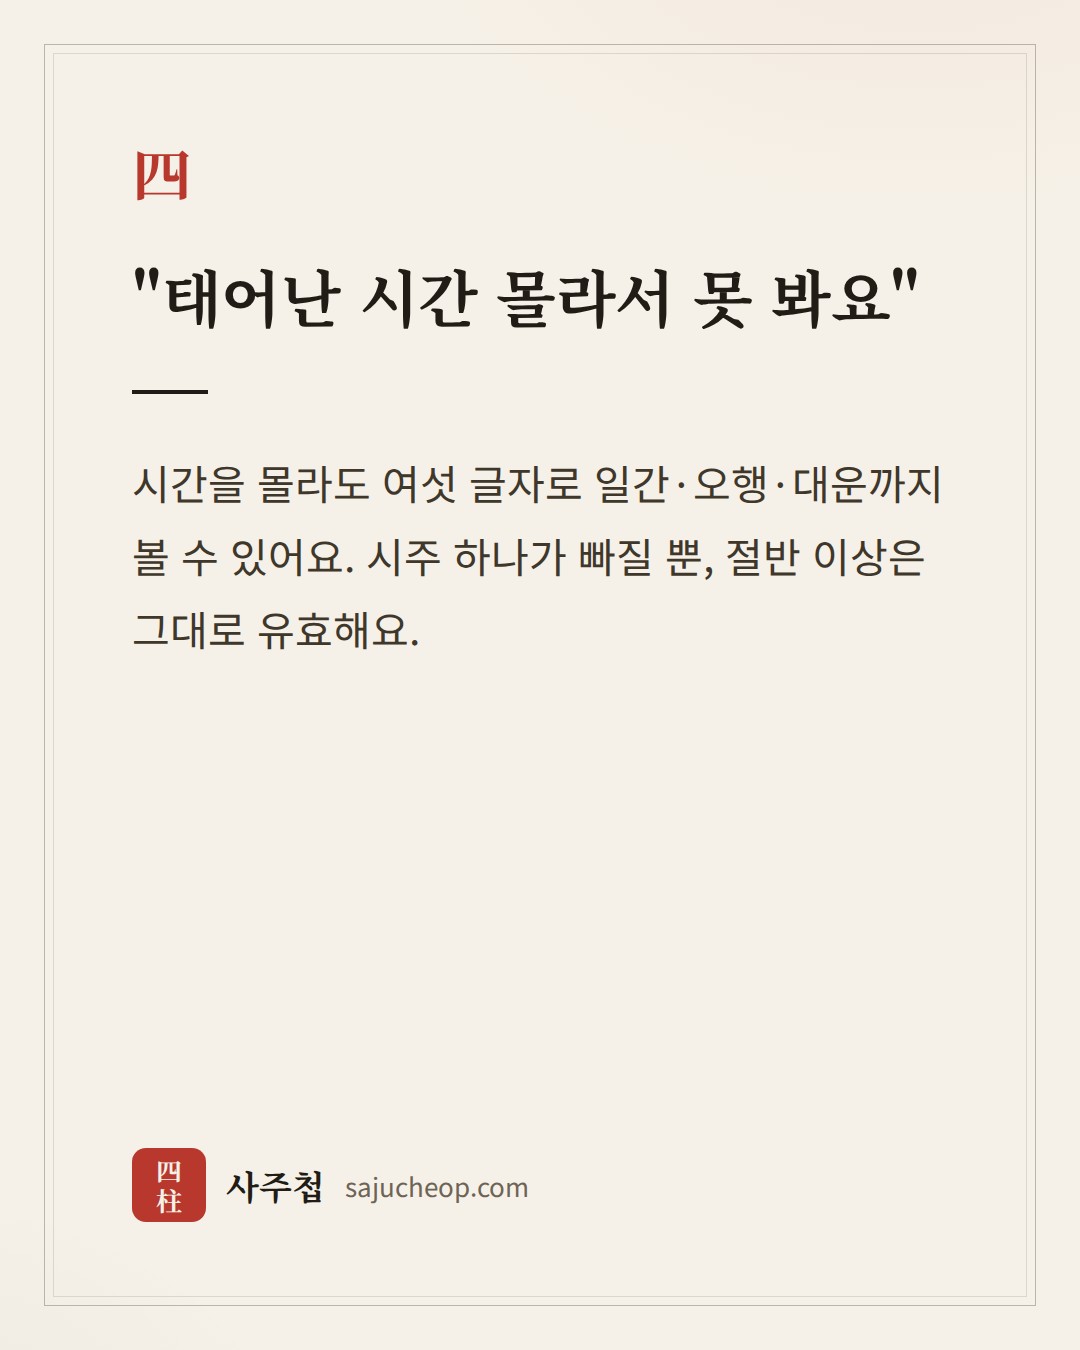 四
"태어난 시간 몰라서 못 봐요"
시간을 몰라도 여섯 글자로 일간·오행·대운까지
볼 수 있어요. 시주 하나가 빠질 뿐, 절반 이상은
그대로 유효해요.
四
柱
사주첩 sajucheop.com